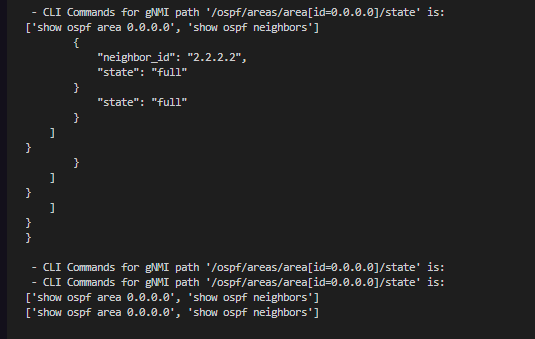 - CLI Commands for gNMI path '/ospf/areas/area[id=0.0.0.0]/state' is:
['show ospf area 0.0.0.0', 'show ospf neighbors']
        {
            "neighbor_id": "2.2.2.2",
            "state": "full"
        }
            "state": "full"
        }
    ]
}
        }
    ]
}
    ]
}
}

 - CLI Commands for gNMI path '/ospf/areas/area[id=0.0.0.0]/state' is:
 - CLI Commands for gNMI path '/ospf/areas/area[id=0.0.0.0]/state' is:
['show ospf area 0.0.0.0', 'show ospf neighbors']
['show ospf area 0.0.0.0', 'show ospf neighbors']